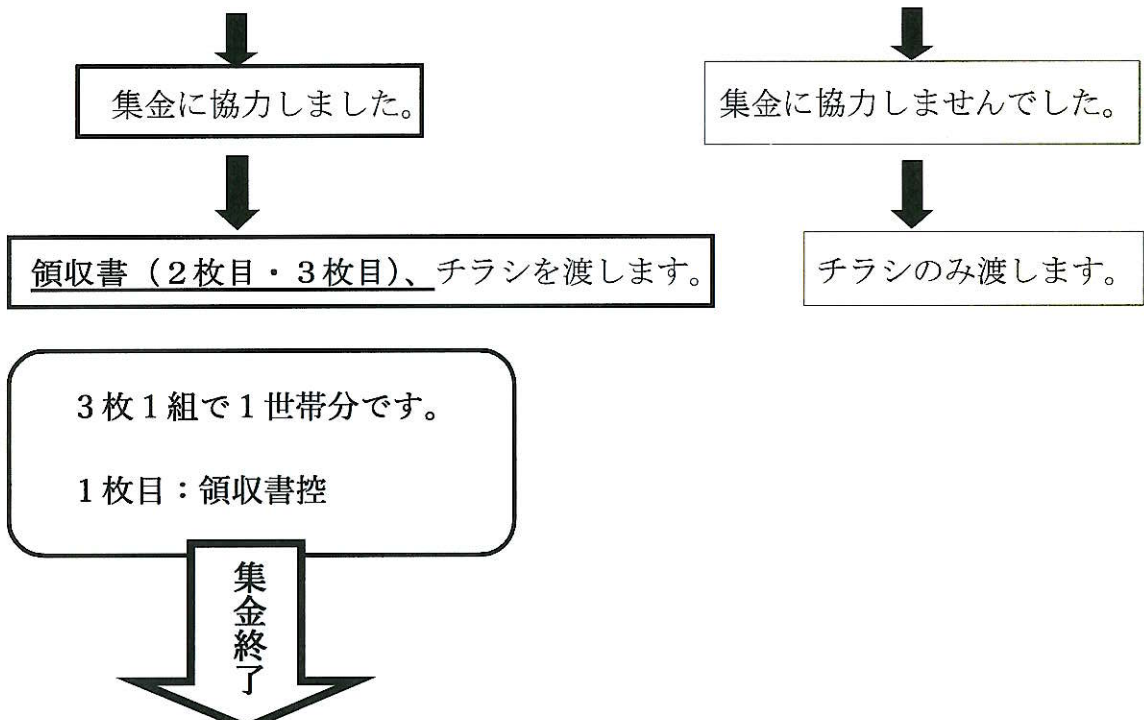 集金に協力しました。
集金に協力しませんでした。
領収書（２枚目・３枚目）、チラシを渡します。
チラシのみ渡します。
３枚１組で１世帯分です。
１枚目：領収書控
集金終了